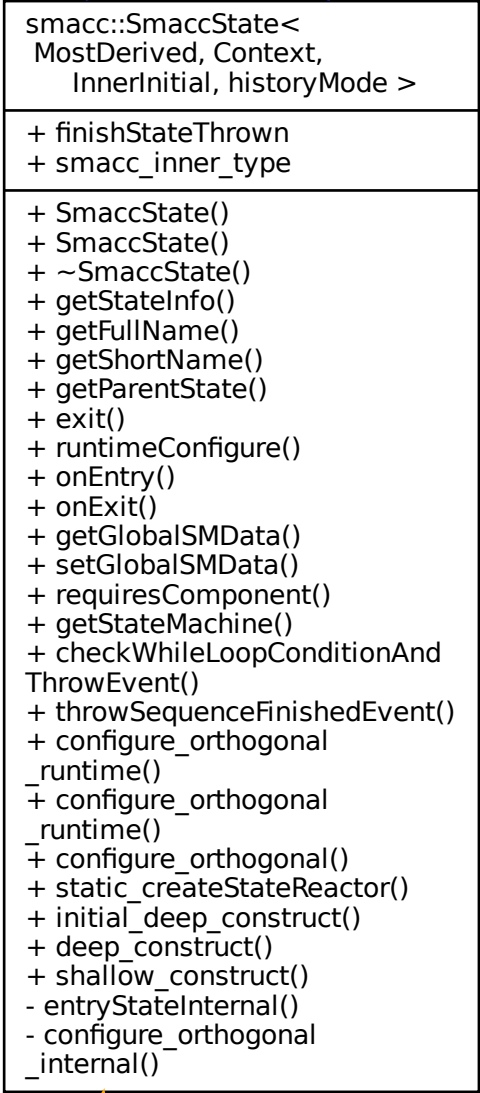 smacc::SmaccState<
MostDerived, Context,
InnerInitial, historyMode >
+ finishStateThrown
+ smacc_inner_type
+ SmaccState()
+ SmaccState()
+ ~SmaccState()
+ getStateInfo()
+ getFullName()
+ getShortName()
+ getParentState()
+ exit()
+ runtimeConfigure()
+ onEntry()
+ onExit()
+ getGlobalSMData()
+ setGlobalSMData()
+ requiresComponent()
+ getStateMachine()
+ checkWhileLoopConditionAnd
ThrowEvent()
+ throwSequenceFinishedEvent()
+ configure_orthogonal
_runtime()
+ configure_orthogonal
_runtime()
+ configure_orthogonal()
+ static_createStateReactor()
+ initial_deep_construct()
+ deep_construct()
+ shallow_construct()
- entryStateInternal()
- configure_orthogonal
_internal()